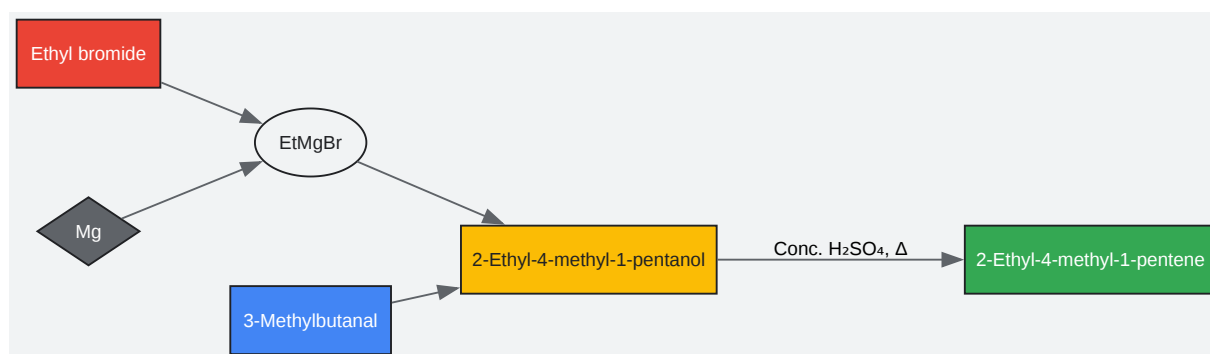 Ethyl bromide
EtMgBr
Mg
2-Ethyl-4-methyl-1-pentanol
Conc. H₂SO₄, Δ
2-Ethyl-4-methyl-1-pentene
3-Methylbutanal